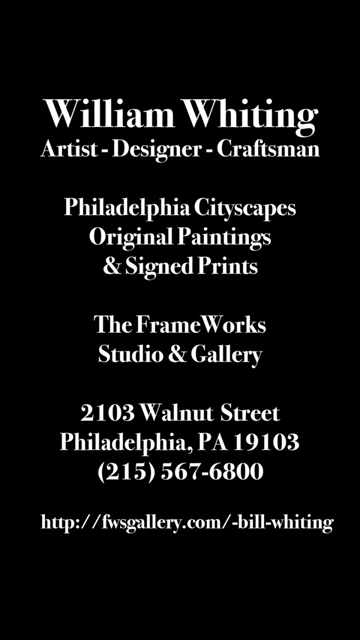 William Whiting
Artist - Designer - Craftsman
Philadelphia Cityscapes
Original Paintings
& Signed Prints
The FrameWorks
Studio & Gallery
2103 Walnut Street
Philadelphia, PA 19103
(215) 567-6800
http://fwsgallery.com/-bill-whiting